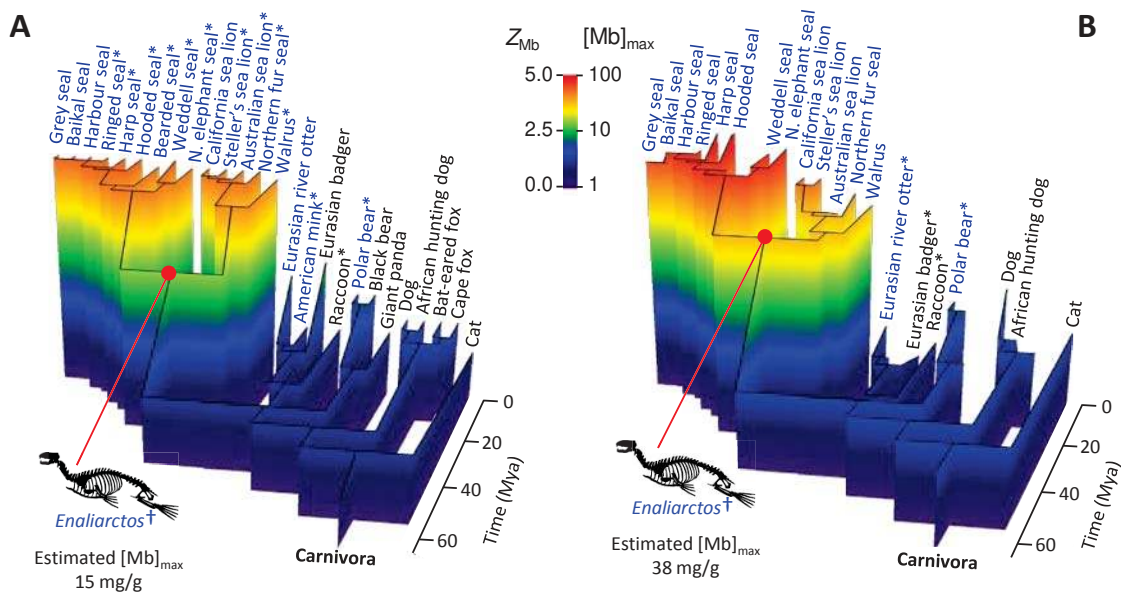 A
Grey seal
Baikal seal
Harbour seal
Ringed seal*
Harp seal*
Hooded seal*
Bearded seal*
Weddell seal*
N. elephant seal*
California sea lion
Steller's sea lion*
Australian sea lion*
Northern fur seal*
Walrus*
Eurasian river otter
American mink*
Eurasian badger
Raccoon*
Polar bear*
Black bear
Giant panda
Dog
African hunting dog
Bat-eared fox
Cape fox
Cat
0
20
40
60
Time (Mya)
Carnivora
Enaliarctos†
Estimated [Mb]max
15 mg/g
ZMb [Mb]max
5.0 100
2.5 10
0.0 1
B
Grey seal
Baikal seal
Harbour seal
Ringed seal
Harp seal
Hooded seal
Weddell seal
N. elephant seal
California sea lion
Steller's sea lion
Australian sea lion
Northern fur seal
Walrus
Eurasian river otter*
Eurasian badger*
Raccoon*
Polar bear*
Dog
African hunting dog
Cat
0
20
40
60
Time (Mya)
Carnivora
Enaliarctos†
Estimated [Mb]max
38 mg/g